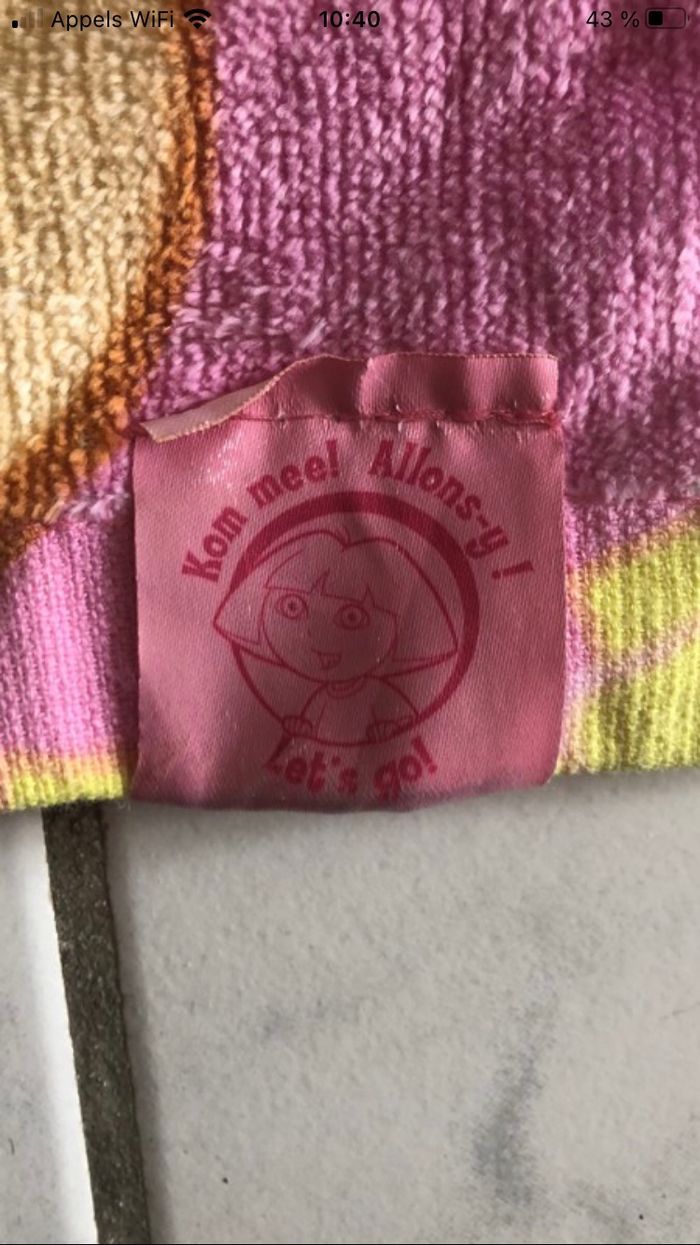 Appels WiFi 10:40 43 %
Kom mee! Allons-y !
Let's go!